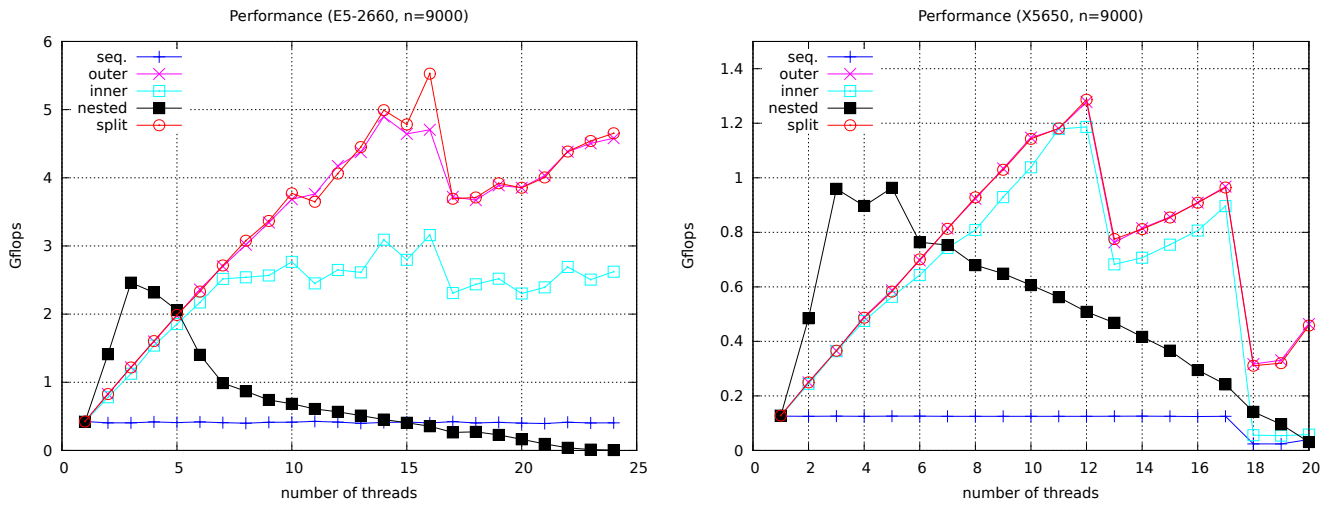 Performance (E5-2660, n=9000)
6
5
4
3
2
1
0
Gflops
seq.
outer
inner
nested
split
0 5 10 15 20 25
number of threads
Performance (X5650, n=9000)
1.4
1.2
1
0.8
0.6
0.4
0.2
0
Gflops
seq.
outer
inner
nested
split
0 2 4 6 8 10 12 14 16 18 20
number of threads